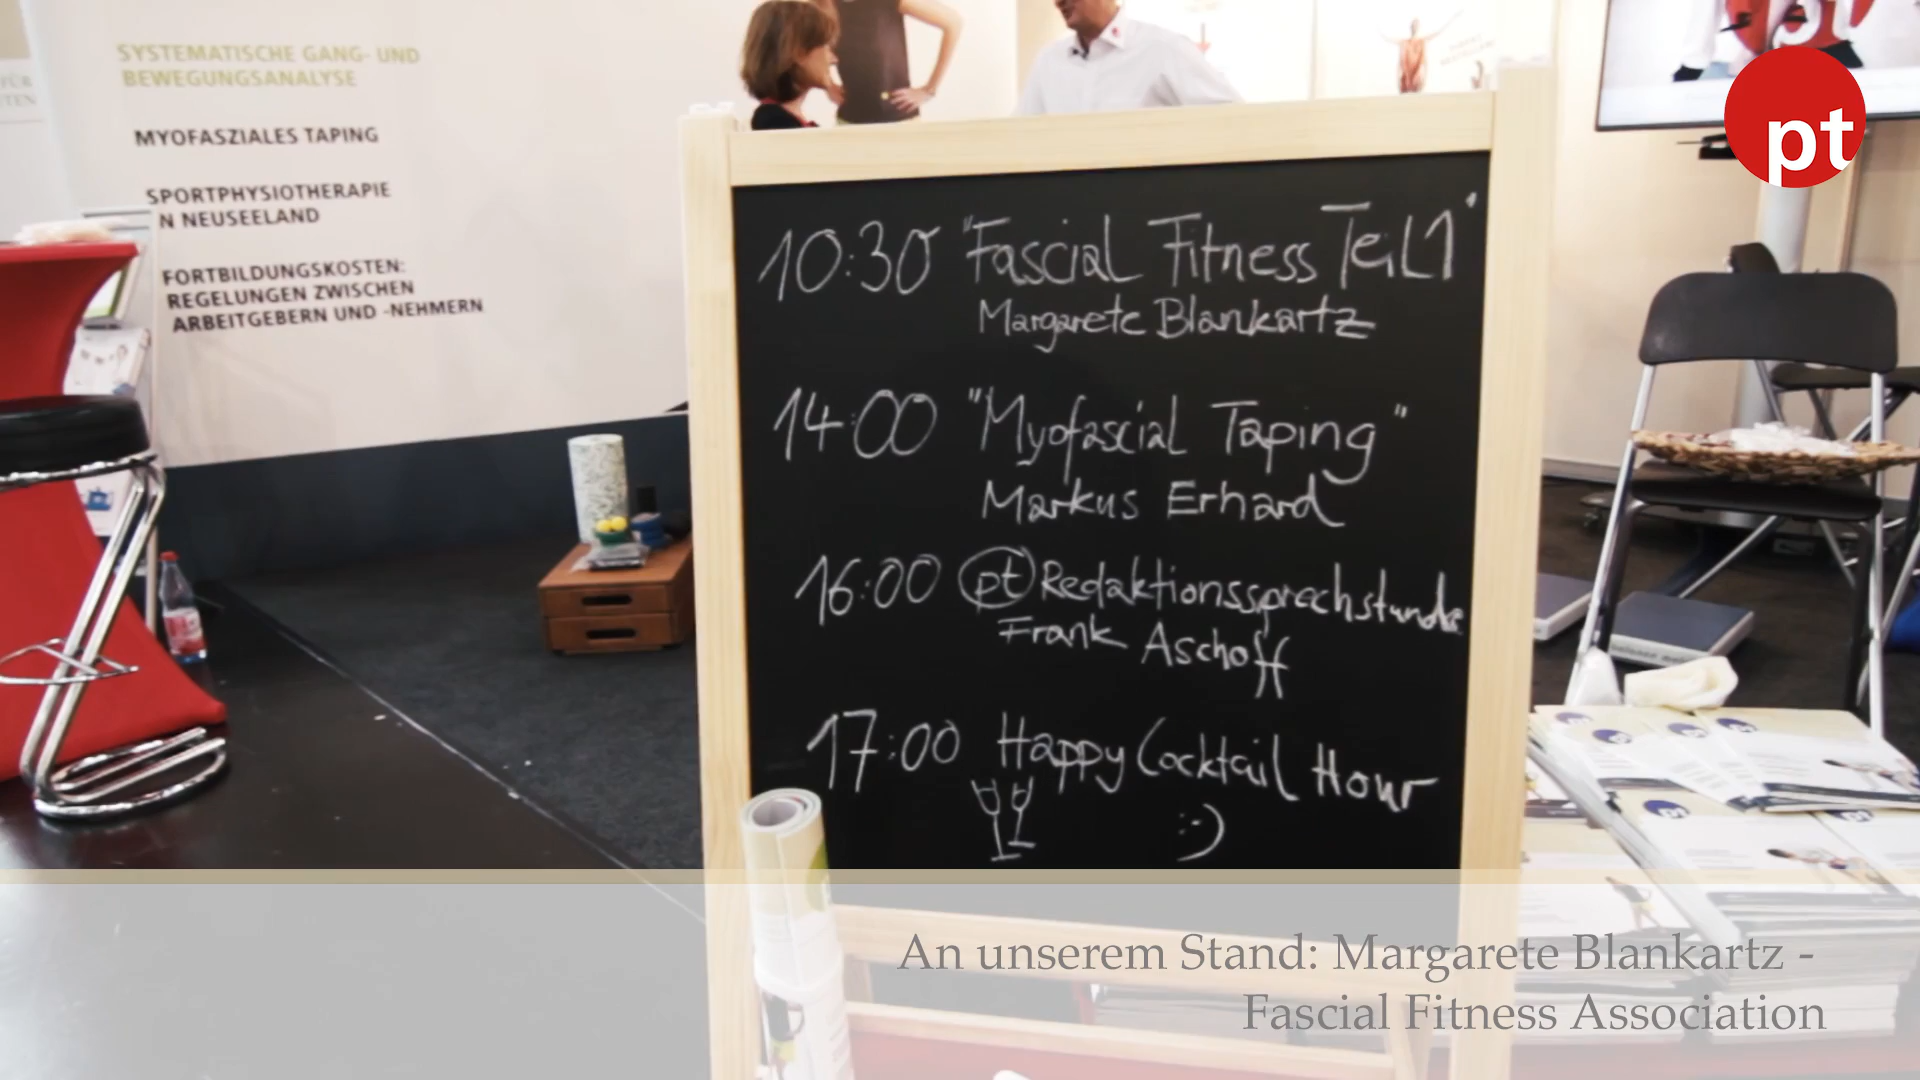 SYSTEMATISCHE GANG- UND
BEWEGUNGSANALYSE
MYOFASZIALES TAPING
SPORTPHYSIOTHERAPIE
N NEUSEELAND
FORTBILDUNGSKOSTEN:
REGELUNGEN ZWISCHEN
ARBEITGEBERN UND -NEHMERN
pt
10:30 "Fascial Fitness Teil 1"
Margarete Blankartz
14:00 "Myofascial Taping"
Markus Erhard
16:00 pt Redaktionssprechstunde
Frank Aschoff
17:00 Happy Cocktail Hour
:-)
An unserem Stand: Margarete Blankartz -
Fascial Fitness Association